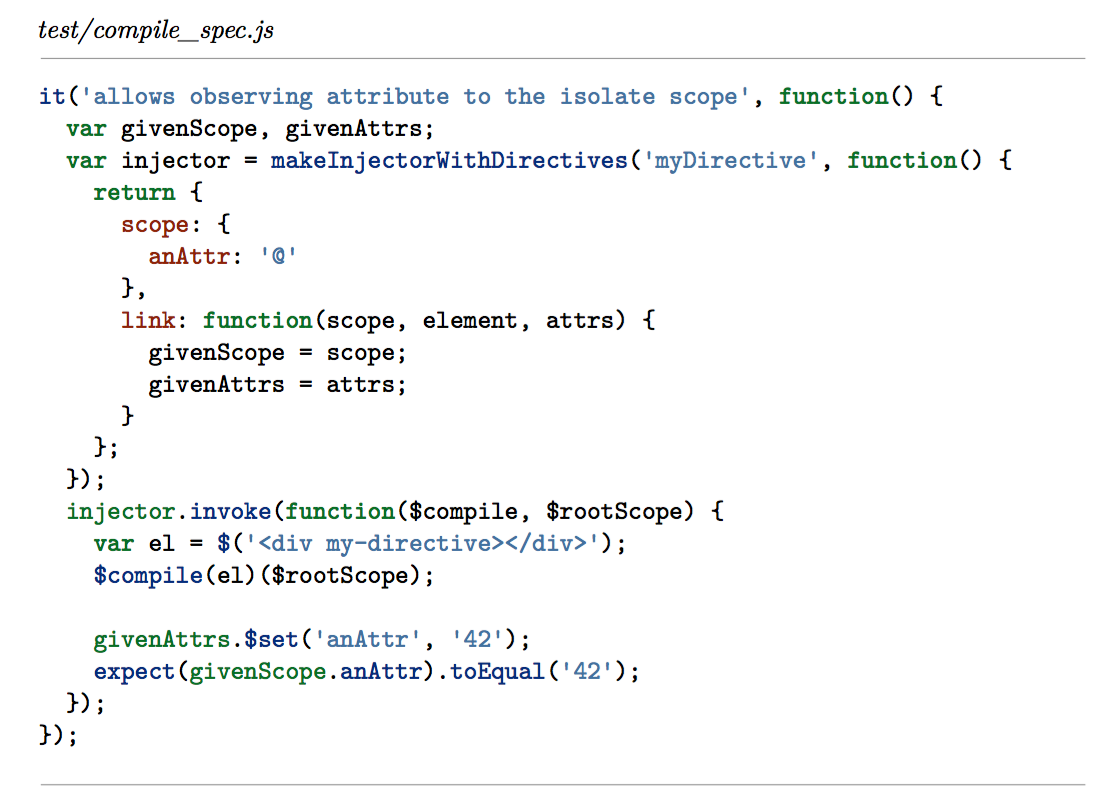 test/compile_spec.js
it('allows observing attribute to the isolate scope', function() {
  var givenScope, givenAttrs;
  var injector = makeInjectorWithDirectives('myDirective', function() {
    return {
      scope: {
        anAttr: '@'
      },
      link: function(scope, element, attrs) {
        givenScope = scope;
        givenAttrs = attrs;
      }
    };
  });
  injector.invoke(function($compile, $rootScope) {
    var el = $('<div my-directive></div>');
    $compile(el)($rootScope);

    givenAttrs.$set('anAttr', '42');
    expect(givenScope.anAttr).toEqual('42');
  });
});